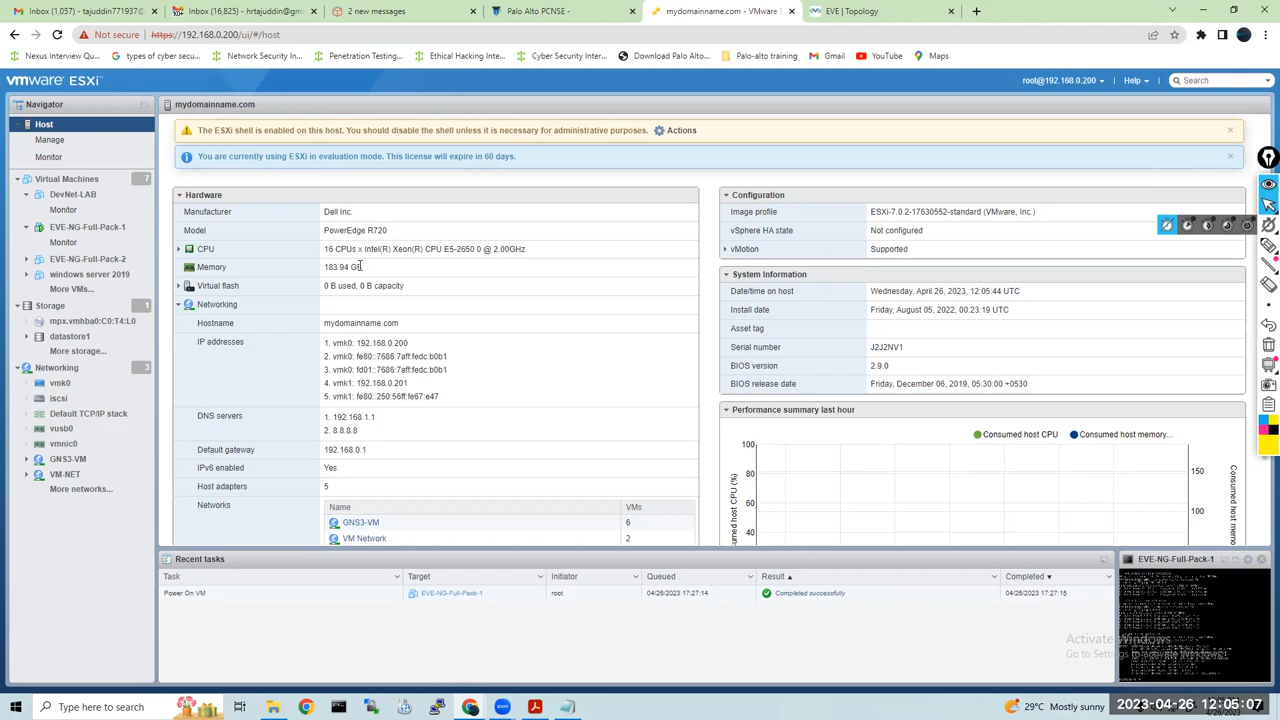 Inbox (1,057) - tajuddin771937@
Inbox (16,825) - hrajuddin@gm
2 new messages
Palo Alto PCNSE -
mydomainname.com - VMware E
EVE | Topology
Not secure
https://192.168.0.200/ui/#/host
Nexus Interview Qu...
types of cyber secu...
Network Security In...
Penetration Testing...
Ethical Hacking Inte...
Cyber Security Inter...
Download Palo Alto...
Palo-alto training
Gmail
YouTube
Maps
vmware ESXi
root@192.168.0.200
Help
Search
Navigator
Host
Manage
Monitor
Virtual Machines 7
DevNet-LAB
Monitor
EVE-NG-Full-Pack-1
Monitor
EVE-NG-Full-Pack-2
windows server 2019
More VMs...
Storage 1
mpx.vmhba0:C0:T4:L0
datastore1
More storage...
Networking 3
vmk0
iscsi
Default TCP/IP stack
vusb0
vmnic0
GNS3-VM
VM-NET
More networks...
mydomainname.com
The ESXi shell is enabled on this host. You should disable the shell unless it is necessary for administrative purposes. Actions
You are currently using ESXi in evaluation mode. This license will expire in 60 days.
Hardware
Manufacturer Dell Inc.
Model PowerEdge R720
CPU 16 CPUs x Intel(R) Xeon(R) CPU E5-2650 0 @ 2.00GHz
Memory 183.94 GB
Virtual flash 0 B used, 0 B capacity
Networking
Hostname mydomainname.com
IP addresses
1. vmk0: 192.168.0.200
2. vmk0: fe80::7686:7aff:fedc:b0b1
3. vmk0: fd01::7686:7aff:fedc:b0b1
4. vmk1: 192.168.0.201
5. vmk1: fe80::250:56ff:fe67:e47
DNS servers
1. 192.168.1.1
2. 8.8.8.8
Default gateway 192.168.0.1
IPv6 enabled Yes
Host adapters 5
Networks
Name VMs
GNS3-VM 6
VM Network 2
Configuration
Image profile ESXi-7.0.2-17630552-standard (VMware, Inc.)
vSphere HA state Not configured
vMotion Supported
System Information
Date/time on host Wednesday, April 26, 2023, 12:05:44 UTC
Install date Friday, August 05, 2022, 00:23:19 UTC
Asset tag
Serial number J2J2NV1
BIOS version 2.9.0
BIOS release date Friday, December 06, 2019, 05:30:00 +0530
Performance summary last hour
Consumed host CPU
Consumed host memory...
100
80
60
40
150
100
Recent tasks
Task Target Initiator Queued Result Completed
Power On VM EVE-NG-Full-Pack-1 root 04/26/2023 17:27:14 Completed successfully 04/26/2023 17:27:15
EVE-NG-Full-Pack-1
Activate Windows
Go to Settings to activate Windows.
Type here to search
29°C Mostly sunny
2023-04-26 12:05:07